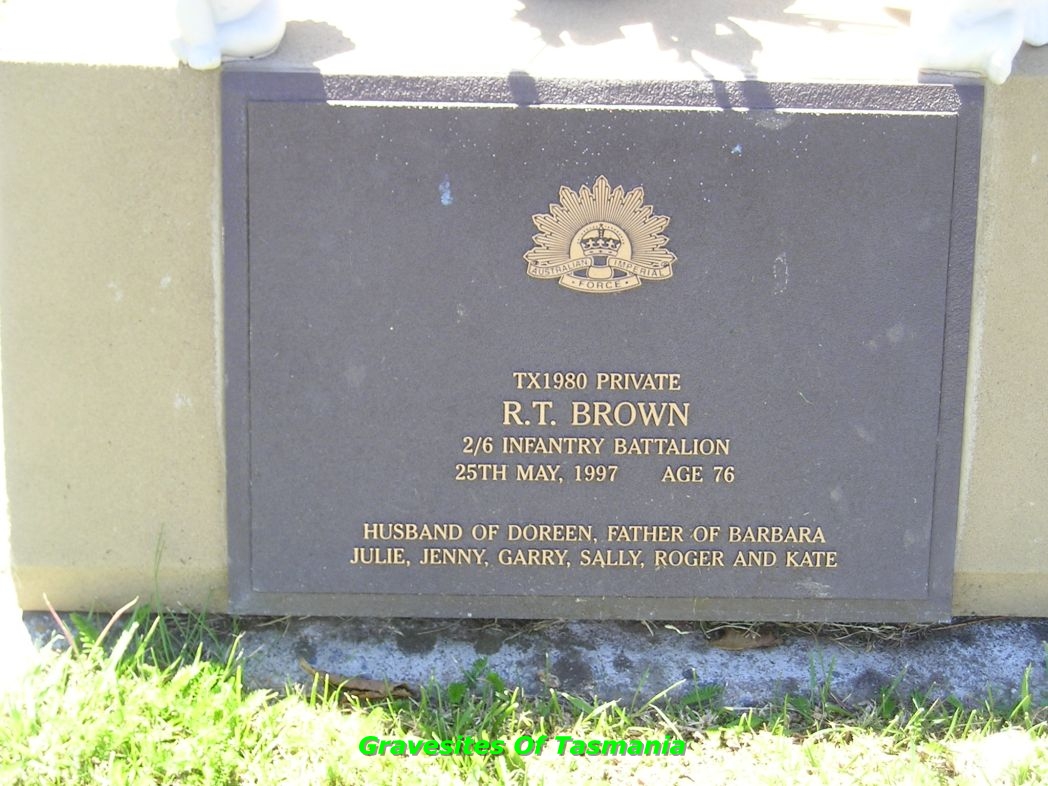 AUSTRALIAN IMPERIAL
FORCE
TX1980 PRIVATE
R.T. BROWN
2/6 INFANTRY BATTALION
25TH MAY, 1997 AGE 76
HUSBAND OF DOREEN, FATHER OF BARBARA
JULIE, JENNY, GARRY, SALLY, ROGER AND KATE
Gravesites Of Tasmania